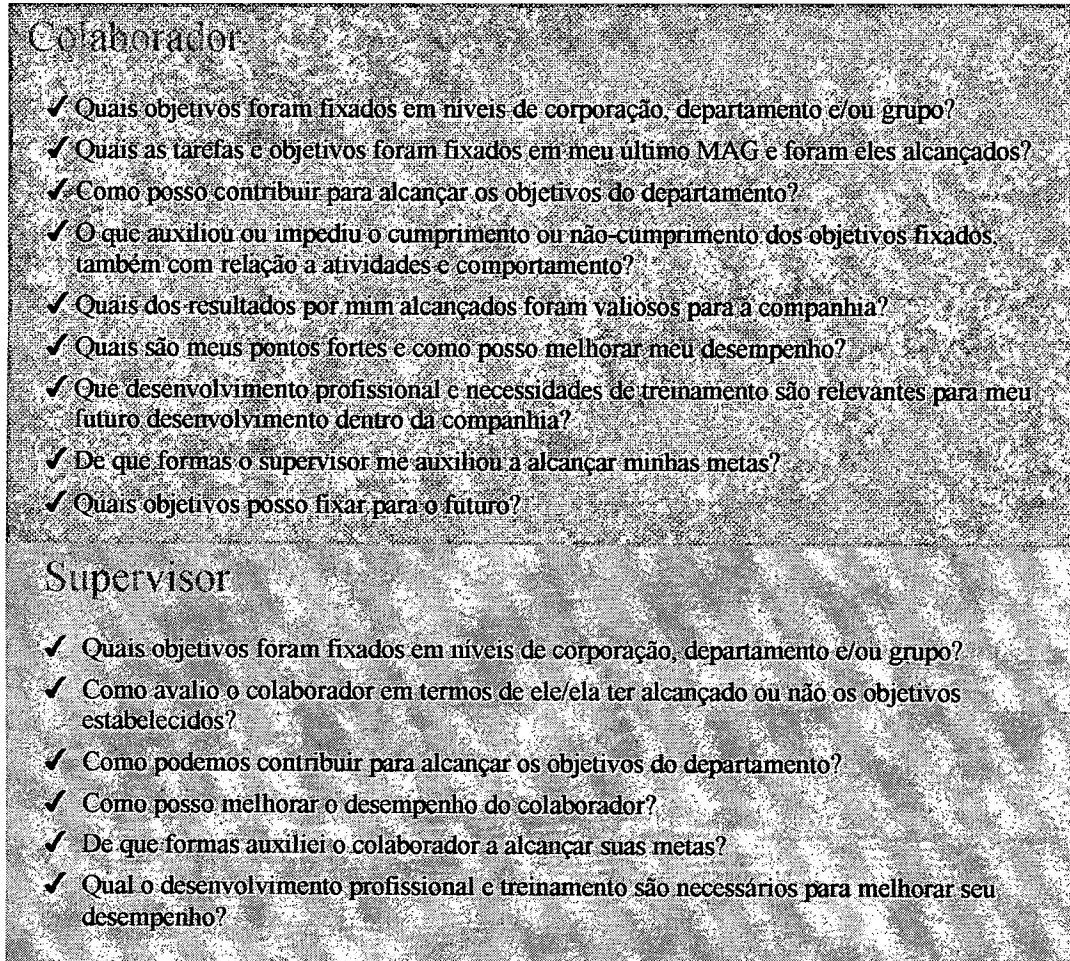 Colaborador
✓ Quais objetivos foram fixados em níveis de corporação, departamento e/ou grupo?
✓ Quais as tarefas e objetivos foram fixados em meu último MAG e foram eles alcançados?
✓ Como posso contribuir para alcançar os objetivos do departamento?
✓ O que auxiliou ou impediu o cumprimento ou não-cumprimento dos objetivos fixados,
também com relação a atividades e comportamento?
✓ Quais dos resultados por mim alcançados foram valiosos para a companhia?
✓ Quais são meus pontos fortes e como posso melhorar meu desempenho?
✓ Que desenvolvimento profissional e necessidades de treinamento são relevantes para meu
futuro desenvolvimento dentro da companhia?
✓ De que formas o supervisor me auxiliou a alcançar minhas metas?
✓ Quais objetivos posso fixar para o futuro?
Supervisor
✓ Quais objetivos foram fixados em níveis de corporação, departamento e/ou grupo?
✓ Como avalio o colaborador em termos de ele/ela ter alcançado ou não os objetivos
estabelecidos?
✓ Como podemos contribuir para alcançar os objetivos do departamento?
✓ Como posso melhorar o desempenho do colaborador?
✓ De que formas auxiliei o colaborador a alcançar suas metas?
✓ Qual o desenvolvimento profissional e treinamento são necessários para melhorar seu
desempenho?